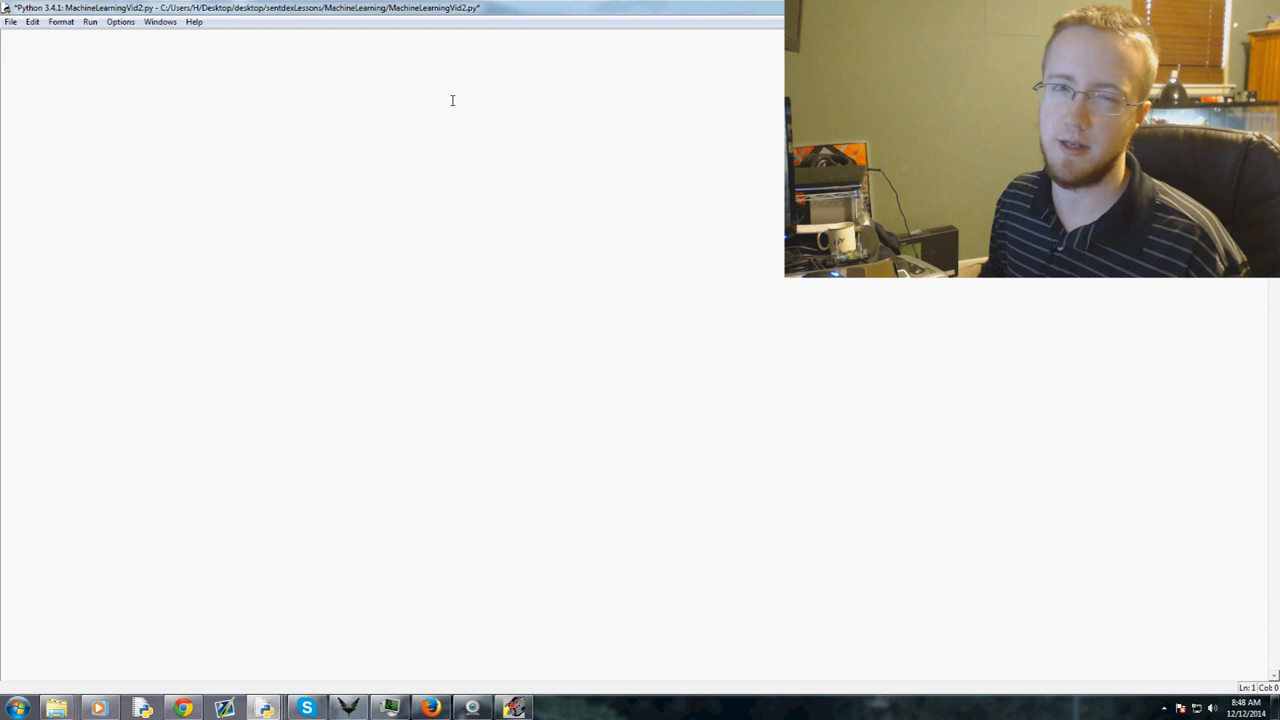 *Python 3.4.1: MachineLearningVid2.py - C:/Users/H/Desktop/desktop/sentdexLessons/MachineLearning/MachineLearningVid2.py*
File Edit Format Run Options Windows Help
Ln: 1 Col: 0
8:48 AM
12/12/2014